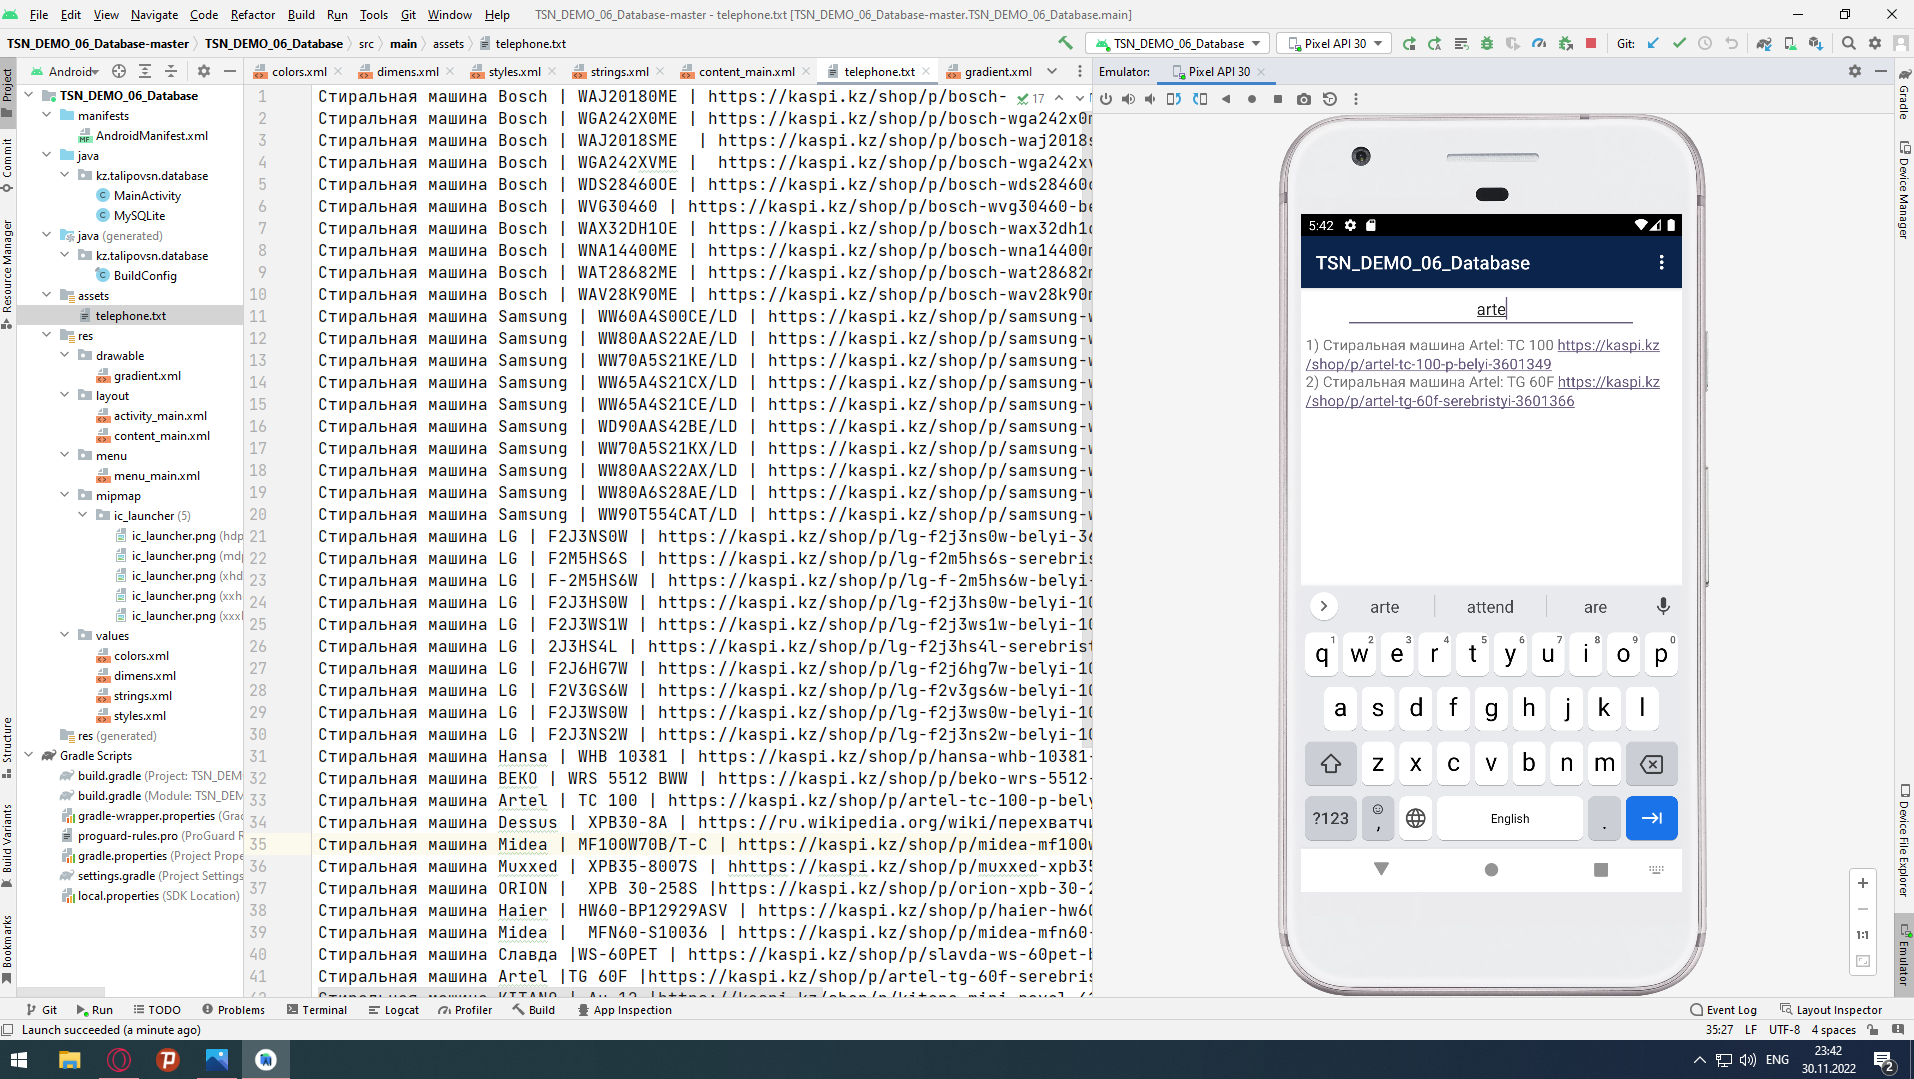 File Edit View Navigate Code Refactor Build Run Tools Git Window Help TSN_DEMO_06_Database-master - telephone.txt [TSN_DEMO_06_Database-master.TSN_DEMO_06_Database.main]
TSN_DEMO_06_Database-master TSN_DEMO_06_Database src main assets telephone.txt TSN_DEMO_06_Database Pixel API 30 Git:
Android colors.xml dimens.xml styles.xml strings.xml content_main.xml telephone.txt gradient.xml Emulator: Pixel API 30
Project
Commit
Resource Manager
Structure
Build Variants
Bookmarks
TSN_DEMO_06_Database
manifests
AndroidManifest.xml
java
kz.talipovsn.database
MainActivity
MySQLite
java (generated)
kz.talipovsn.database
BuildConfig
assets
telephone.txt
res
drawable
gradient.xml
layout
activity_main.xml
content_main.xml
menu
menu_main.xml
mipmap
ic_launcher (5)
ic_launcher.png (hdp
ic_launcher.png (mdp
ic_launcher.png (xhd
ic_launcher.png (xxh
ic_launcher.png (xxx
values
colors.xml
dimens.xml
strings.xml
styles.xml
res (generated)
Gradle Scripts
build.gradle (Project: TSN_DEM
build.gradle (Module: TSN_DEM
gradle-wrapper.properties (Grad
proguard-rules.pro (ProGuard R
gradle.properties (Project Prope
settings.gradle (Project Settings
local.properties (SDK Location)
17
1 Стиральная машина Bosch | WAJ20180ME | https://kaspi.kz/shop/p/bosch-
2 Стиральная машина Bosch | WGA242X0ME | https://kaspi.kz/shop/p/bosch-wga242x0m
3 Стиральная машина Bosch | WAJ2018SME | https://kaspi.kz/shop/p/bosch-waj2018s
4 Стиральная машина Bosch | WGA242XVME | https://kaspi.kz/shop/p/bosch-wga242xv
5 Стиральная машина Bosch | WDS28460OE | https://kaspi.kz/shop/p/bosch-wds28460o
6 Стиральная машина Bosch | WVG30460 | https://kaspi.kz/shop/p/bosch-wvg30460-be
7 Стиральная машина Bosch | WAX32DH1OE | https://kaspi.kz/shop/p/bosch-wax32dh1o
8 Стиральная машина Bosch | WNA14400ME | https://kaspi.kz/shop/p/bosch-wna14400m
9 Стиральная машина Bosch | WAT28682ME | https://kaspi.kz/shop/p/bosch-wat28682m
10 Стиральная машина Bosch | WAV28K90ME | https://kaspi.kz/shop/p/bosch-wav28k90m
11 Стиральная машина Samsung | WW60A4S00CE/LD | https://kaspi.kz/shop/p/samsung-w
12 Стиральная машина Samsung | WW80AAS22AE/LD | https://kaspi.kz/shop/p/samsung-w
13 Стиральная машина Samsung | WW70A5S21KE/LD | https://kaspi.kz/shop/p/samsung-w
14 Стиральная машина Samsung | WW65A4S21CX/LD | https://kaspi.kz/shop/p/samsung-w
15 Стиральная машина Samsung | WW65A4S21CE/LD | https://kaspi.kz/shop/p/samsung-w
16 Стиральная машина Samsung | WD90AAS42BE/LD | https://kaspi.kz/shop/p/samsung-w
17 Стиральная машина Samsung | WW70A5S21KX/LD | https://kaspi.kz/shop/p/samsung-w
18 Стиральная машина Samsung | WW80AAS22AX/LD | https://kaspi.kz/shop/p/samsung-w
19 Стиральная машина Samsung | WW80A6S28AE/LD | https://kaspi.kz/shop/p/samsung-w
20 Стиральная машина Samsung | WW90T554CAT/LD | https://kaspi.kz/shop/p/samsung-w
21 Стиральная машина LG | F2J3NS0W | https://kaspi.kz/shop/p/lg-f2j3ns0w-belyi-36
22 Стиральная машина LG | F2M5HS6S | https://kaspi.kz/shop/p/lg-f2m5hs6s-serebris
23 Стиральная машина LG | F-2M5HS6W | https://kaspi.kz/shop/p/lg-f-2m5hs6w-belyi-
24 Стиральная машина LG | F2J3HS0W | https://kaspi.kz/shop/p/lg-f2j3hs0w-belyi-10
25 Стиральная машина LG | F2J3WS1W | https://kaspi.kz/shop/p/lg-f2j3ws1w-belyi-10
26 Стиральная машина LG | 2J3HS4L | https://kaspi.kz/shop/p/lg-f2j3hs4l-serebrist
27 Стиральная машина LG | F2J6HG7W | https://kaspi.kz/shop/p/lg-f2j6hg7w-belyi-10
28 Стиральная машина LG | F2V3GS6W | https://kaspi.kz/shop/p/lg-f2v3gs6w-belyi-10
29 Стиральная машина LG | F2J3WS0W | https://kaspi.kz/shop/p/lg-f2j3ws0w-belyi-10
30 Стиральная машина LG | F2J3NS2W | https://kaspi.kz/shop/p/lg-f2j3ns2w-belyi-10
31 Стиральная машина Hansa | WHB 10381 | https://kaspi.kz/shop/p/hansa-whb-10381-
32 Стиральная машина BEKO | WRS 5512 BWW | https://kaspi.kz/shop/p/beko-wrs-5512-
33 Стиральная машина Artel | TC 100 | https://kaspi.kz/shop/p/artel-tc-100-p-bely
34 Стиральная машина Dessus | XPB30-8A | https://ru.wikipedia.org/wiki/перехватчи
35 Стиральная машина Midea | MF100W70B/T-C | https://kaspi.kz/shop/p/midea-mf100w
36 Стиральная машина Muxxed | XPB35-8007S | hhttps://kaspi.kz/shop/p/muxxed-xpb35
37 Стиральная машина ORION | XPB 30-258S |https://kaspi.kz/shop/p/orion-xpb-30-2
38 Стиральная машина Haier | HW60-BP12929ASV | https://kaspi.kz/shop/p/haier-hw60
39 Стиральная машина Midea | MFN60-S10036 | https://kaspi.kz/shop/p/midea-mfn60-
40 Стиральная машина Славда |WS-60PET | https://kaspi.kz/shop/p/slavda-ws-60pet-b
41 Стиральная машина Artel |TG 60F |https://kaspi.kz/shop/p/artel-tg-60f-serebris
5:42
TSN_DEMO_06_Database
arte
1) Стиральная машина Artel: TC 100 https://kaspi.kz
/shop/p/artel-tc-100-p-belyi-3601349
2) Стиральная машина Artel: TG 60F https://kaspi.kz
/shop/p/artel-tg-60f-serebristyi-3601366
arte attend are
1 2 3 4 5 6 7 8 9 0
q w e r t y u i o p
a s d f g h j k l
z x c v b n m
?123 , English .
1:1
Gradle
Device Manager
Device File Explorer
Emulator
Git Run TODO Problems Terminal Logcat Profiler Build App Inspection Event Log Layout Inspector
Launch succeeded (a minute ago) 35:27 LF UTF-8 4 spaces
ENG 23:42
30.11.2022 2